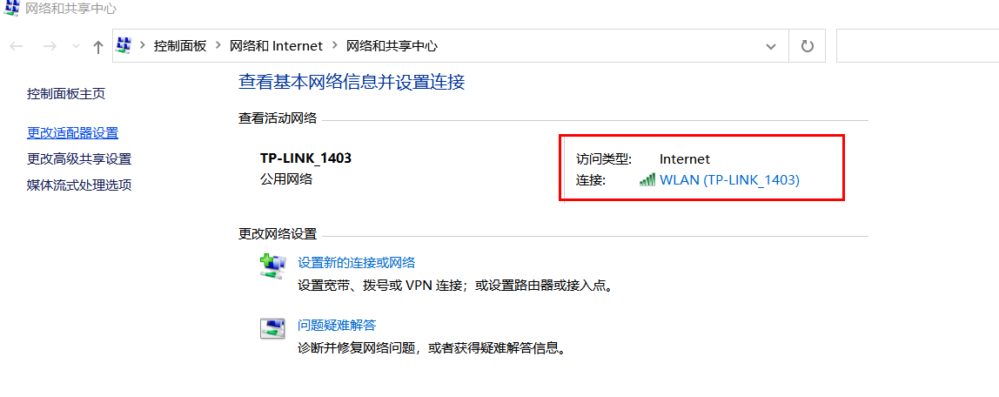 网络和共享中心
控制面板 网络和 Internet 网络和共享中心
控制面板主页
更改适配器设置
更改高级共享设置
媒体流式处理选项
查看基本网络信息并设置连接
查看活动网络
TP-LINK_1403
公用网络
访问类型: Internet
连接: WLAN (TP-LINK_1403)
更改网络设置
设置新的连接或网络
设置宽带、拨号或 VPN 连接；或设置路由器或接入点。
问题疑难解答
诊断并修复网络问题，或者获得疑难解答信息。